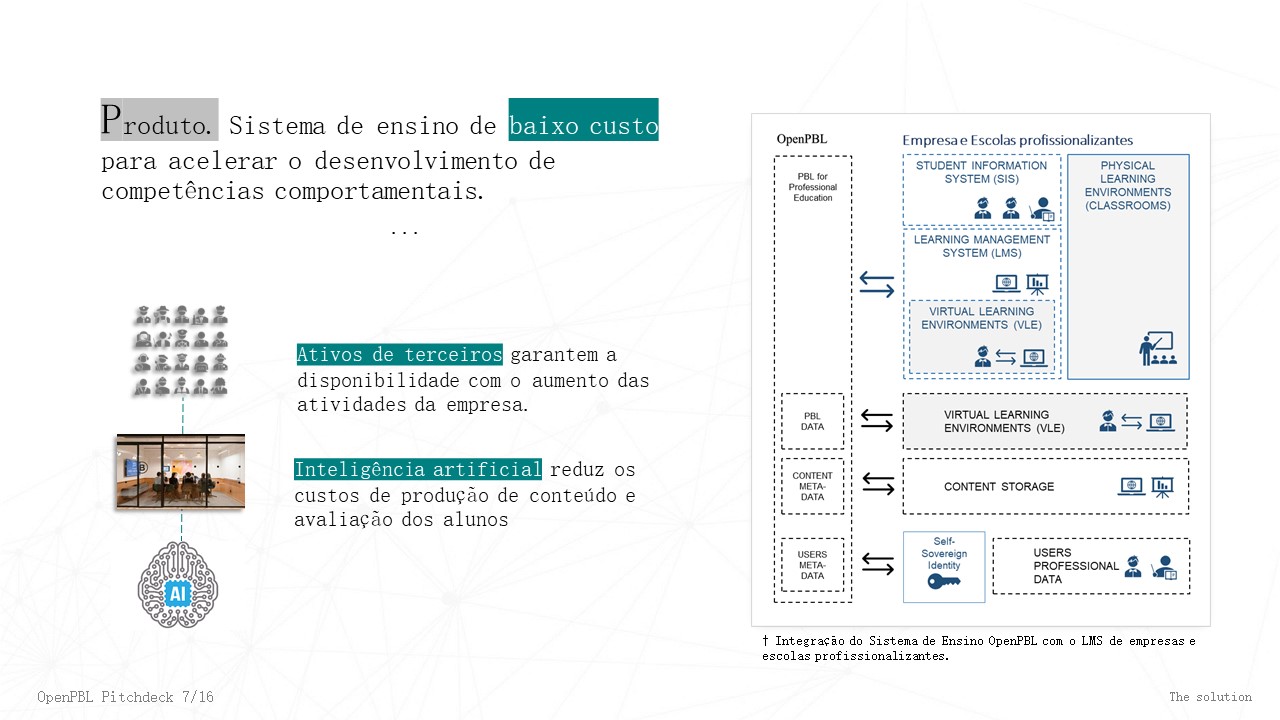 Produto. Sistema de ensino de baixo custo
para acelerar o desenvolvimento de
competências comportamentais.
...
Ativos de terceiros garantem a
disponibilidade com o aumento das
atividades da empresa.
Inteligência artificial reduz os
custos de produção de conteúdo e
avaliação dos alunos
AI
OpenPBL
Empresa e Escolas profissionalizantes
PBL for
Professional
Education
STUDENT INFORMATION
SYSTEM (SIS)
PHYSICAL
LEARNING
ENVIRONMENTS
(CLASSROOMS)
LEARNING MANAGEMENT
SYSTEM (LMS)
VIRTUAL LEARNING
ENVIRONMENTS (VLE)
PBL
DATA
VIRTUAL LEARNING
ENVIRONMENTS (VLE)
CONTENT
META-
DATA
CONTENT STORAGE
USERS
META-
DATA
Self-
Sovereign
Identity
USERS
PROFESSIONAL
DATA
† Integração do Sistema de Ensino OpenPBL com o LMS de empresas e
escolas profissionalizantes.
OpenPBL Pitchdeck 7/16
The solution